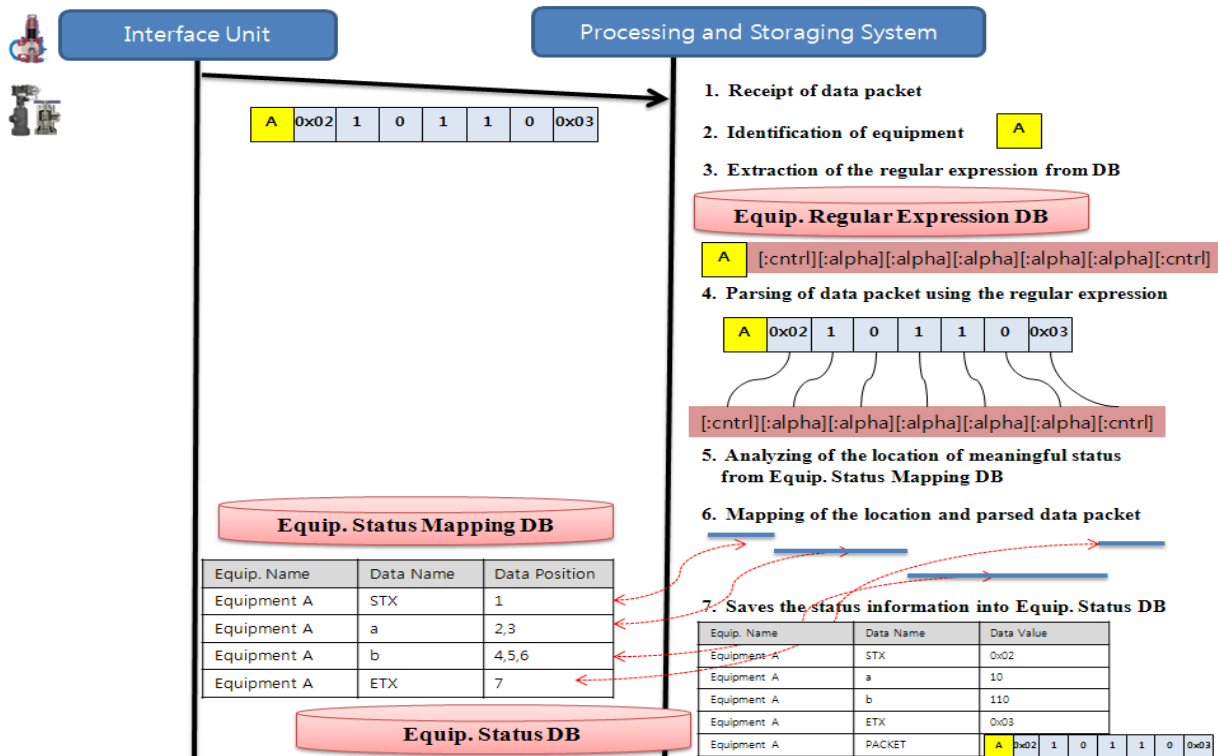 Interface Unit
Processing and Storaging System
A 0x02 1 0 1 1 0 0x03
1. Receipt of data packet
2. Identification of equipment A
3. Extraction of the regular expression from DB
Equip. Regular Expression DB
A [:cntrl][:alpha][:alpha][:alpha][:alpha][:alpha][:cntrl]
4. Parsing of data packet using the regular expression
A 0x02 1 0 1 1 0 0x03
[:cntrl][:alpha][:alpha][:alpha][:alpha][:alpha][:cntrl]
5. Analyzing of the location of meaningful status
from Equip. Status Mapping DB
6. Mapping of the location and parsed data packet
Equip. Status Mapping DB
Equip. Name Data Name Data Position
Equipment A STX 1
Equipment A a 2,3
Equipment A b 4,5,6
Equipment A ETX 7
7. Saves the status information into Equip. Status DB
Equip. Name Data Name Data Value
Equipment A STX 0x02
Equipment A a 10
Equipment A b 110
Equipment A ETX 0x03
Equipment A PACKET A 0x02 1 0 1 1 0 0x03
Equip. Status DB